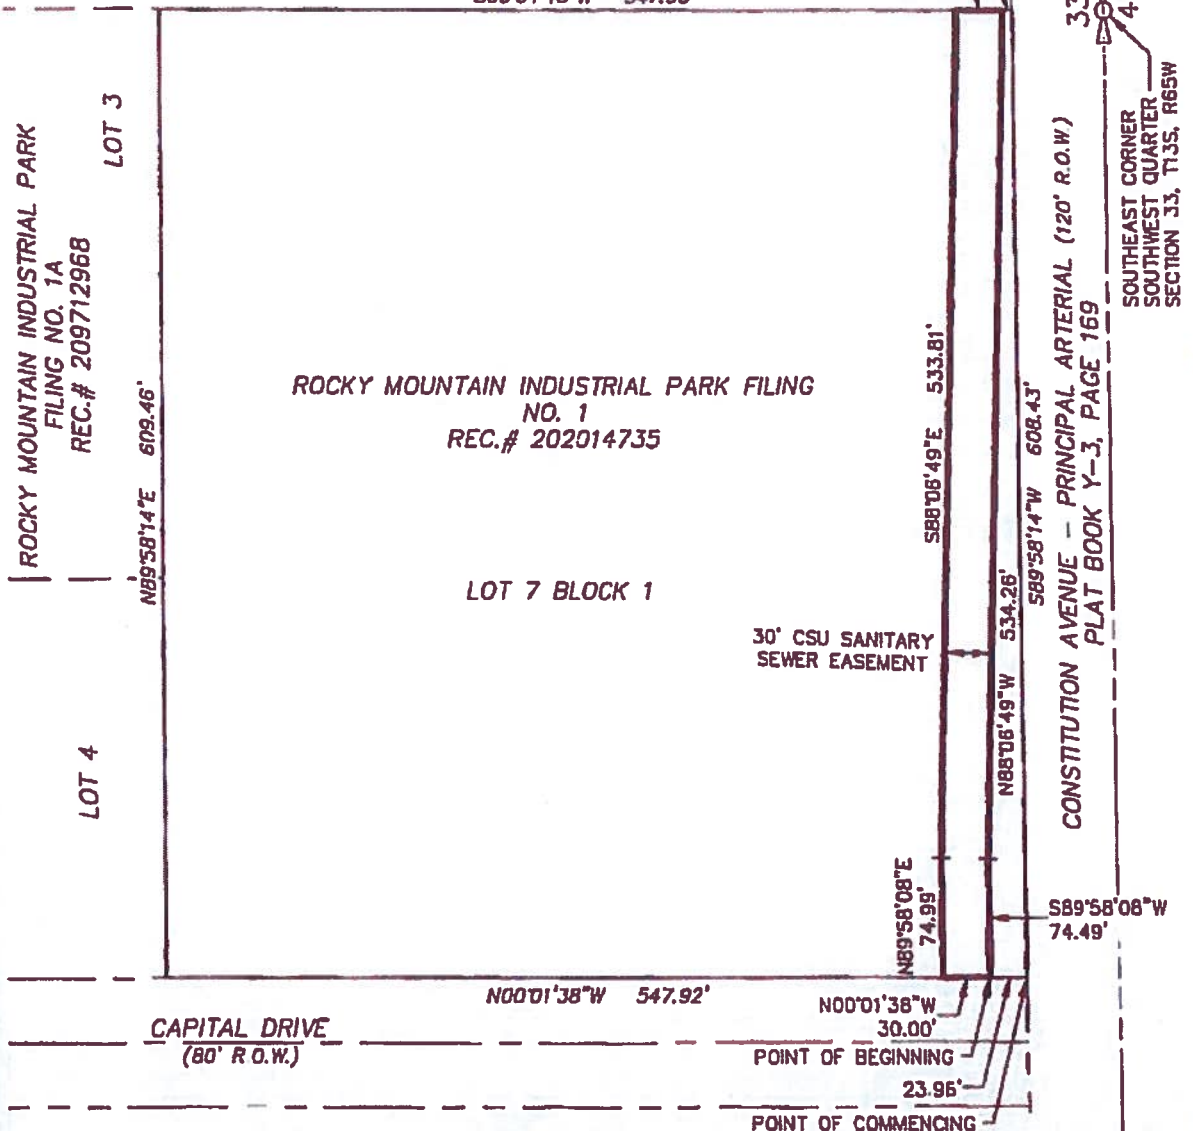 33
4
SOUTHEAST CORNER
SOUTHWEST QUARTER
SECTION 33, T13S, R65W
ROCKY MOUNTAIN INDUSTRIAL PARK
FILING NO. 1A
REC.# 209712968
LOT 3
LOT 4
N89°58'14"E 609.46'
ROCKY MOUNTAIN INDUSTRIAL PARK FILING
NO. 1
REC.# 202014735
LOT 7 BLOCK 1
30' CSU SANITARY
SEWER EASEMENT
S88°06'49"E 533.81'
N88°06'49"W 534.26'
S89°58'14"W 608.43'
CONSTITUTION AVENUE - PRINCIPAL ARTERIAL (120' R.O.W.)
PLAT BOOK Y-3, PAGE 169
N89°58'08"E
74.99'
S89°58'08"W
74.49'
N00°01'38"W 547.92'
N00°01'38"W
30.00'
POINT OF BEGINNING
23.96'
POINT OF COMMENCING
CAPITAL DRIVE
(80' R.O.W.)